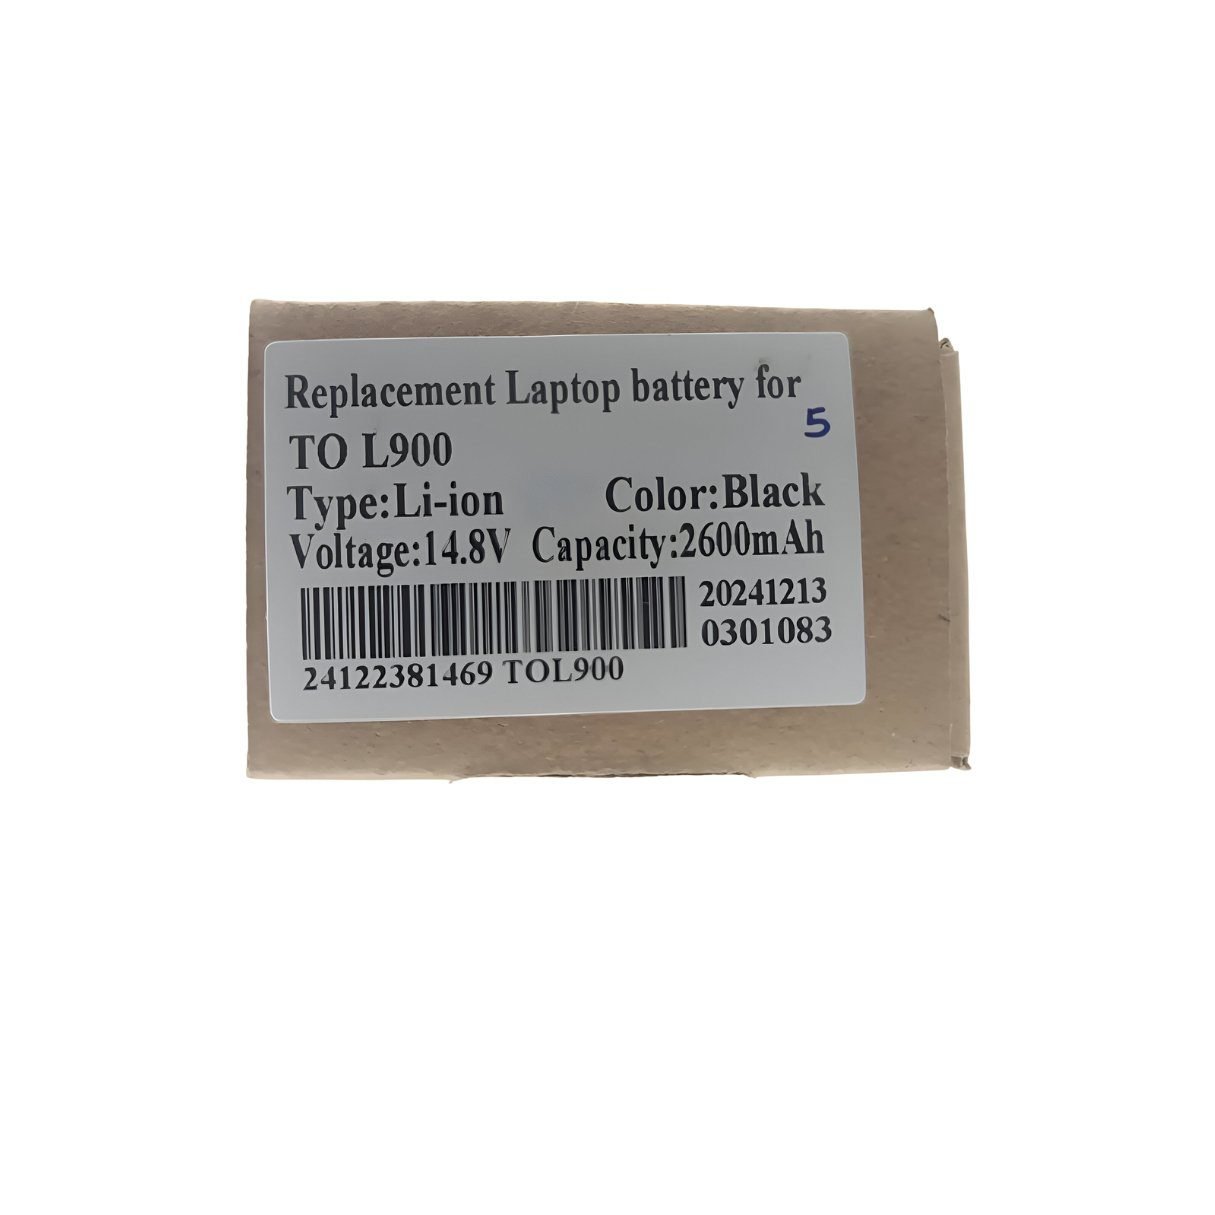 Replacement Laptop battery for
5
TO L900
Type:Li-ion Color:Black
Voltage:14.8V Capacity:2600mAh
20241213
0301083
24122381469 TOL900